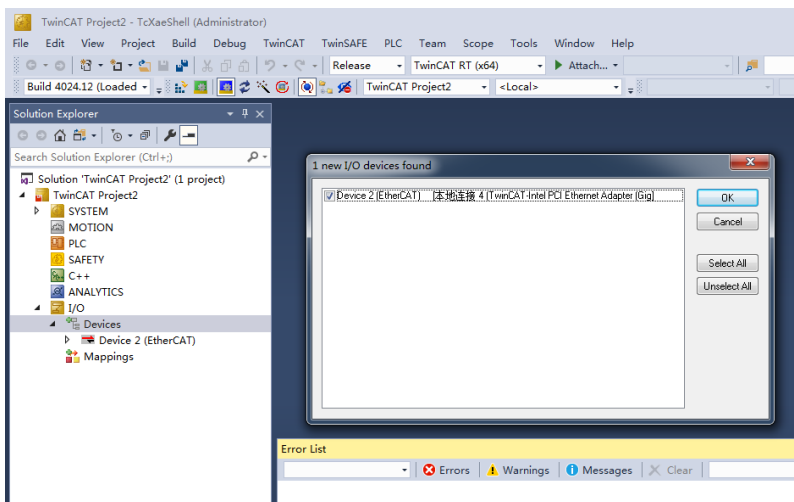 TwinCAT Project2 - TcXaeShell (Administrator)
File Edit View Project Build Debug TwinCAT TwinSAFE PLC Team Scope Tools Window Help
Release TwinCAT RT (x64) Attach...
Build 4024.12 (Loaded TwinCAT Project2 <Local>
Solution Explorer
Search Solution Explorer (Ctrl+;)
Solution 'TwinCAT Project2' (1 project)
TwinCAT Project2
SYSTEM
MOTION
PLC
SAFETY
C++
ANALYTICS
I/O
Devices
Device 2 (EtherCAT)
Mappings
1 new I/O devices found
Device 2 (EtherCAT) [本地连接 4 (TwinCAT-Intel PCI Ethernet Adapter (Gig)]
OK
Cancel
Select All
Unselect All
Error List
Errors Warnings Messages Clear